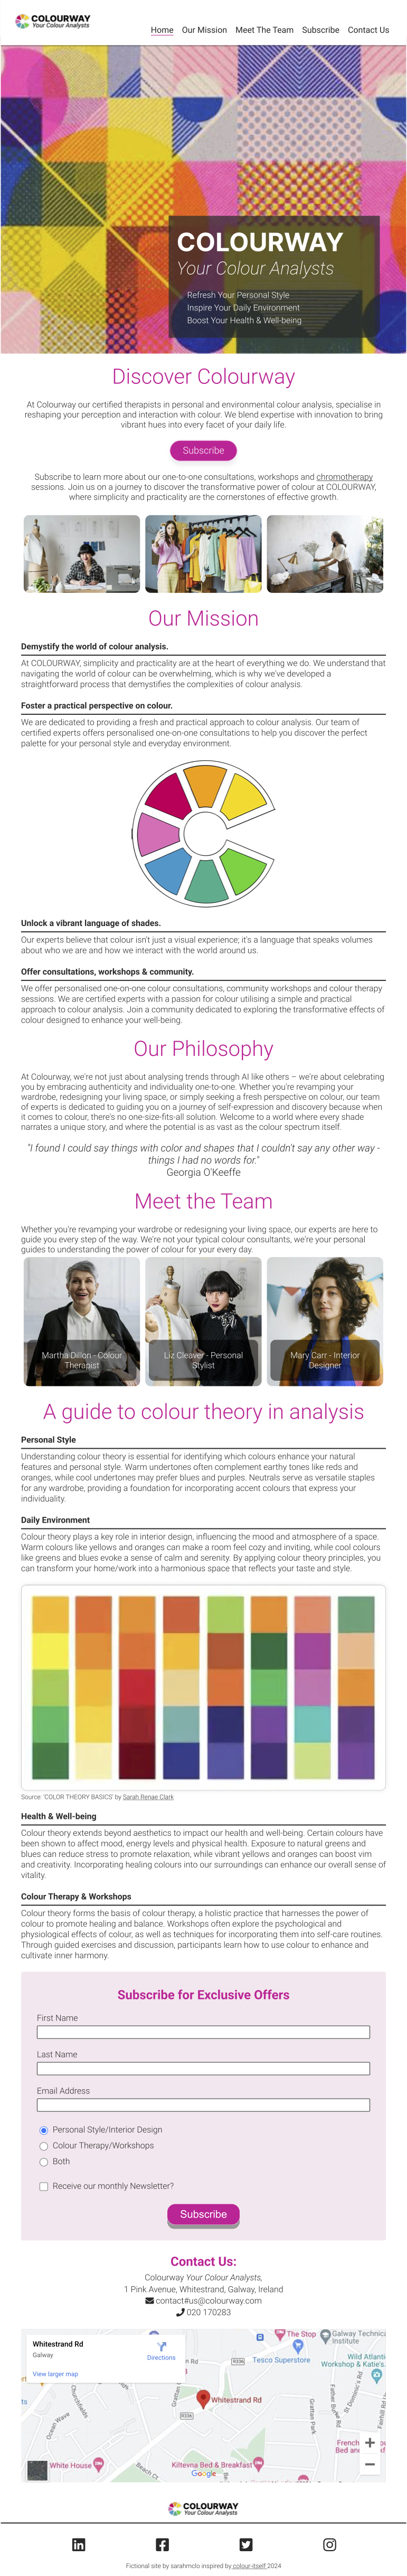 COLOURWAY
Your Colour Analysts
Home Our Mission Meet The Team Subscribe Contact Us
COLOURWAY
Your Colour Analysts
Refresh Your Personal Style
Inspire Your Daily Environment
Boost Your Health & Well-being
Discover Colourway
At Colourway our certified therapists in personal and environmental colour analysis, specialise in
reshaping your perception and interaction with colour. We blend expertise with innovation to bring
vibrant hues into every facet of your daily life.
Subscribe
Subscribe to learn more about our one-to-one consultations, workshops and chromotherapy
sessions. Join us on a journey to discover the transformative power of colour at COLOURWAY,
where simplicity and practicality are the cornerstones of effective growth.
Our Mission
Demystify the world of colour analysis.
At COLOURWAY, simplicity and practicality are at the heart of everything we do. We understand that
navigating the world of colour can be overwhelming, which is why we've developed a
straightforward process that demystifies the complexities of colour analysis.
Foster a practical perspective on colour.
We are dedicated to providing a fresh and practical approach to colour analysis. Our team of
certified experts offers personalised one-on-one consultations to help you discover the perfect
palette for your personal style and everyday environment.
Unlock a vibrant language of shades.
Our experts believe that colour isn't just a visual experience; it's a language that speaks volumes
about who we are and how we interact with the world around us.
Offer consultations, workshops & community.
We offer personalised one-on-one colour consultations, community workshops and colour therapy
sessions. We are certified experts with a passion for colour utilising a simple and practical
approach to colour analysis. Join a community dedicated to exploring the transformative effects of
colour designed to enhance your well-being.
Our Philosophy
At Colourway, we're not just about analysing trends through AI like others – we're about celebrating
you by embracing authenticity and individuality one-to-one. Whether you're revamping your
wardrobe, redesigning your living space, or simply seeking a fresh perspective on colour, our team
of experts is dedicated to guiding you on a journey of self-expression and discovery because when
it comes to colour, there's no one-size-fits all solution. Welcome to a world where every shade
narrates a unique story, and where the potential is as vast as the colour spectrum itself.
"I found I could say things with color and shapes that I couldn't say any other way -
things I had no words for."
Georgia O'Keeffe
Meet the Team
Whether you're revamping your wardrobe or redesigning your living space, our experts are here to
guide you every step of the way. We're not your typical colour consultants, we're your personal
guides to understanding the power of colour for your every day.
Martha Dillon - Colour
Therapist
Liz Cleaver - Personal
Stylist
Mary Carr - Interior
Designer
A guide to colour theory in analysis
Personal Style
Understanding colour theory is essential for identifying which colours enhance your natural
features and personal style. Warm undertones often complement earthy tones like reds and
oranges, while cool undertones may prefer blues and purples. Neutrals serve as versatile staples
for any wardrobe, providing a foundation for incorporating accent colours that express your
individuality.
Daily Environment
Colour theory plays a key role in interior design, influencing the mood and atmosphere of a space.
Warm colours like yellows and oranges can make a room feel cozy and inviting, while cool colours
like greens and blues evoke a sense of calm and serenity. By applying colour theory principles, you
can transform your home/work into a harmonious space that reflects your taste and style.
Source: 'COLOR THEORY BASICS' by Sarah Renae Clark
Health & Well-being
Colour theory extends beyond aesthetics to impact our health and well-being. Certain colours have
been shown to affect mood, energy levels and physical health. Exposure to natural greens and
blues can reduce stress to promote relaxation, while vibrant yellows and oranges can boost vim
and creativity. Incorporating healing colours into our surroundings can enhance our overall sense of
vitality.
Colour Therapy & Workshops
Colour theory forms the basis of colour therapy, a holistic practice that harnesses the power of
colour to promote healing and balance. Workshops often explore the psychological and
physiological effects of colour, as well as techniques for incorporating them into self-care routines.
Through guided exercises and discussion, participants learn how to use colour to enhance and
cultivate inner harmony.
Subscribe for Exclusive Offers
First Name
Last Name
Email Address
Personal Style/Interior Design
Colour Therapy/Workshops
Both
Receive our monthly Newsletter?
Subscribe
Contact Us:
Colourway Your Colour Analysts,
1 Pink Avenue, Whitestrand, Galway, Ireland
contact#us@colourway.com
020 170283
Whitestrand Rd
Galway
Directions
View larger map
The Stop
Galway Technica
Institute
Tesco Superstore
Wild Atlantic
Workshop & Katie's
Whitestrand Rd
Grattan Park
Father Burke Rd
St Dominic's Rd
Ocean Wave
Beach Ct
White House
Kiltevna Bed & Breakfast
Google
COLOURWAY
Your Colour Analysts
Fictional site by sarahmclo inspired by colour-itself 2024